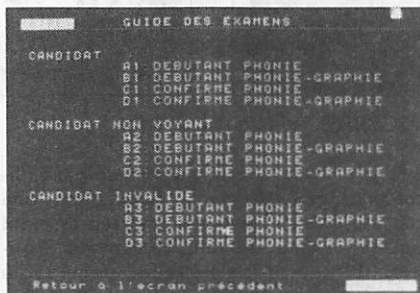 GUIDE DES EXAMENS
CANDIDAT
A1: DEBUTANT PHONIE
B1: DEBUTANT PHONIE-GRAPHIE
C1: CONFIRME PHONIE
D1: CONFIRME PHONIE-GRAPHIE
CANDIDAT NON VOYANT
A2: DEBUTANT PHONIE
B2: DEBUTANT PHONIE-GRAPHIE
C2: CONFIRME PHONIE
D2: CONFIRME PHONIE-GRAPHIE
CANDIDAT INVALIDE
A3: DEBUTANT PHONIE
B3: DEBUTANT PHONIE-GRAPHIE
C3: CONFIRME PHONIE
D3 CONFIRME PHONIE-GRAPHIE
Retour à l'écran précédent